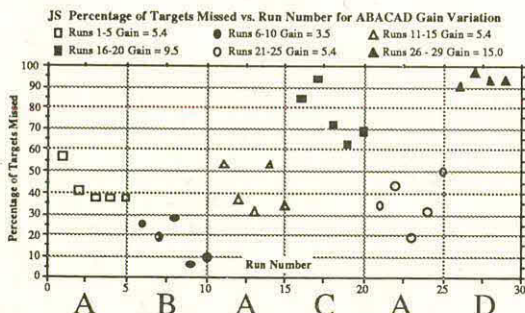 JS Percentage of Targets Missed vs. Run Number for ABACAD Gain Variation
Runs 1-5 Gain = 5.4 Runs 6-10 Gain = 3.5 Runs 11-15 Gain = 5.4
Runs 16-20 Gain = 9.5 Runs 21-25 Gain = 5.4 Runs 26 - 29 Gain = 15.0
Percentage of Targets Missed
100
90
80
70
60
50
40
30
20
10
0
Run Number
0 5 10 15 20 25 30
A B A C A D